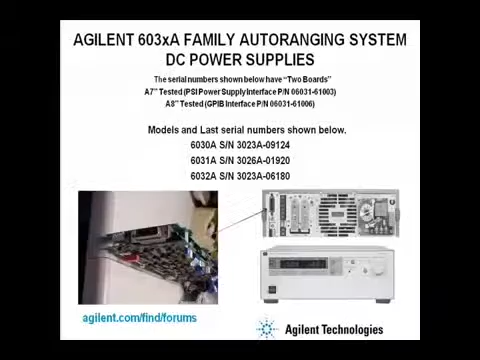 AGILENT 603xA FAMILY AUTORANGING SYSTEM
DC POWER SUPPLIES
The serial numbers shown below have “Two Boards”
A7" Tested (PSI Power Supply Interface P/N 06031-61003)
A8" Tested (GPIB Interface P/N 06031-61006)
Models and Last serial numbers shown below.
6030A S/N 3023A-09124
6031A S/N 3026A-01920
6032A S/N 3023A-06180
agilent.com/find/forums
Agilent Technologies